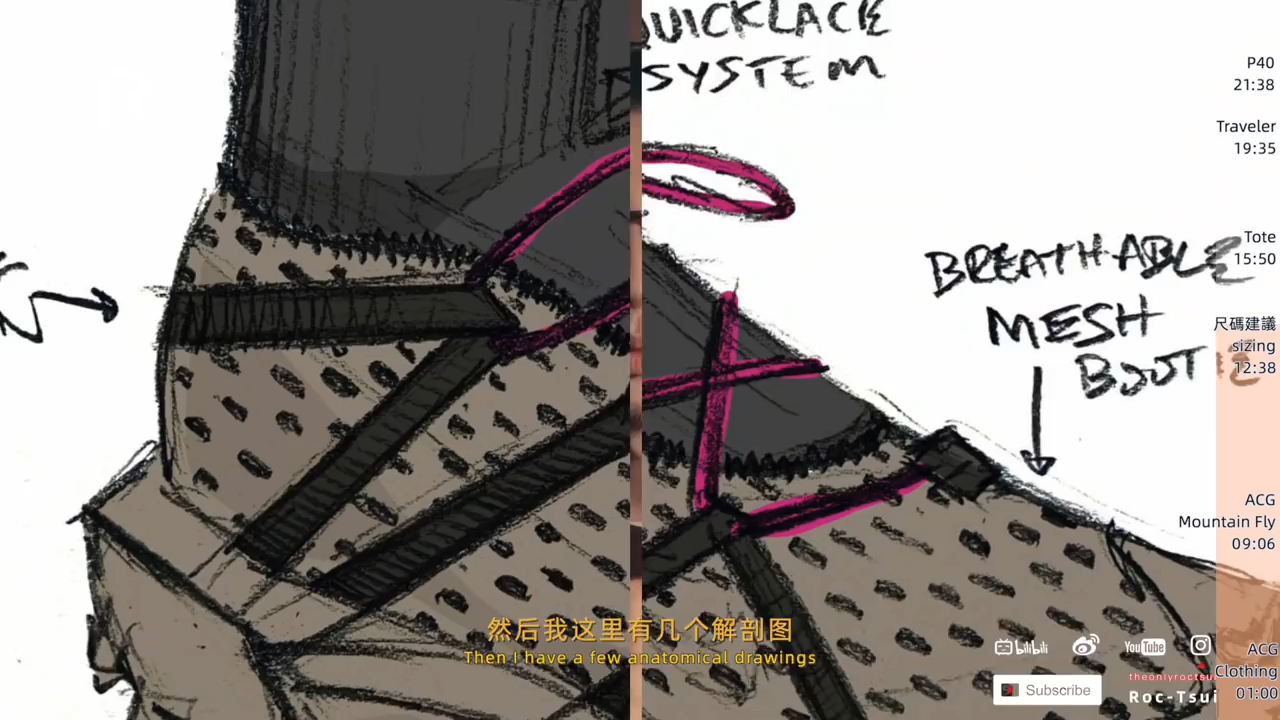 QUICKLACE
SYSTEM
BREATHABLE
MESH
BOOT
P40
21:38
Traveler
19:35
Tote
15:50
尺碼建議
sizing
12:38
ACG
Mountain Fly
09:06
ACG
Clothing
01:00
然后我这里有几个解剖图
Then I have a few anatomical drawings
bilibili
YouTube
theonlyroctsui
Subscribe
Roc-Tsui